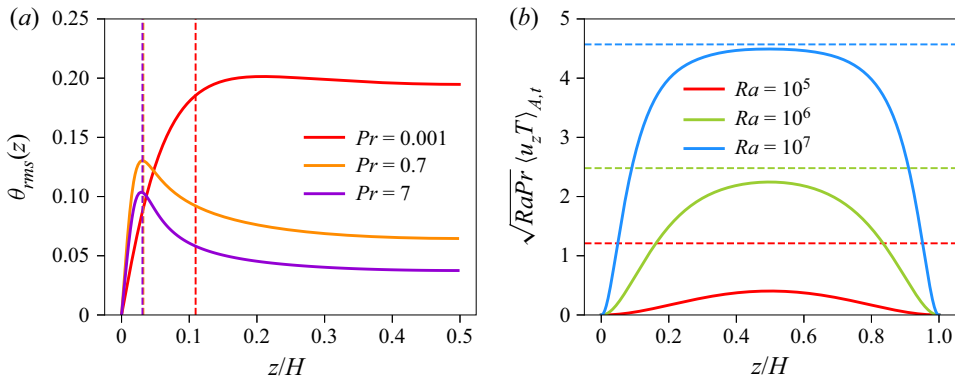 (a)
0.25
0.20
0.15
0.10
0.05
0
θrms(z)
0 0.1 0.2 0.3 0.4 0.5
z/H
Pr = 0.001
Pr = 0.7
Pr = 7
(b)
5
4
3
2
1
0
√RaPr ⟨u_z T⟩_A,t
0 0.2 0.4 0.6 0.8 1.0
z/H
Ra = 10⁵
Ra = 10⁶
Ra = 10⁷